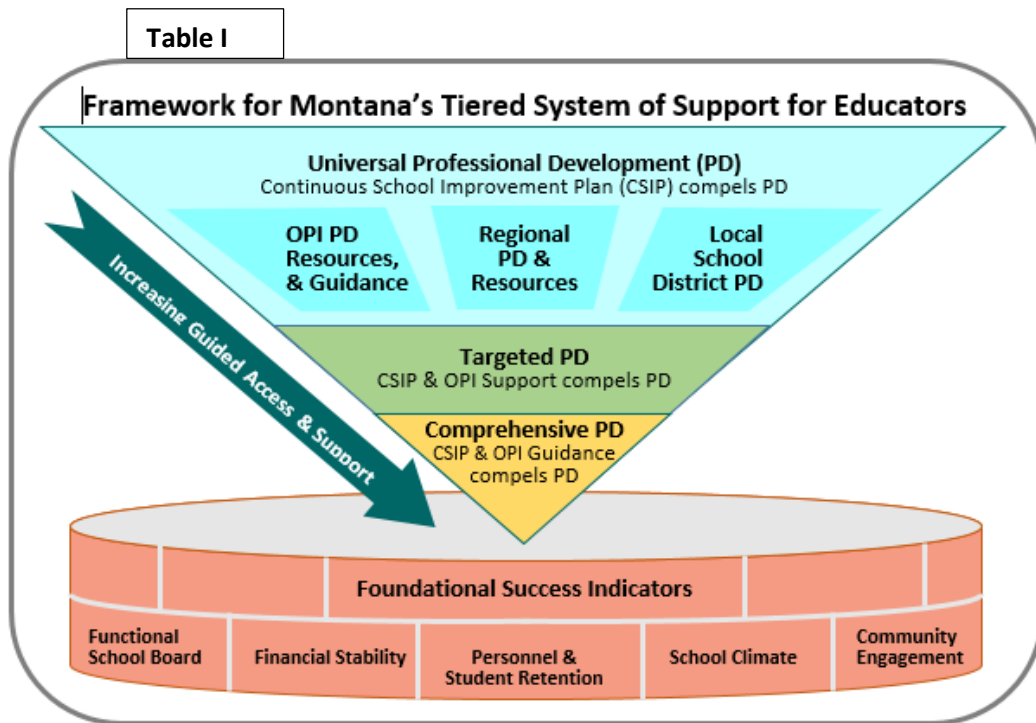 Table I
Framework for Montana's Tiered System of Support for Educators
Universal Professional Development (PD)
Continuous School Improvement Plan (CSIP) compels PD
OPI PD
Resources,
& Guidance
Regional
PD &
Resources
Local
School
District PD
Increasing Guided Access & Support
Targeted PD
CSIP & OPI Support compels PD
Comprehensive PD
CSIP & OPI Guidance
compels PD
Foundational Success Indicators
Functional
School Board
Financial Stability
Personnel &
Student Retention
School Climate
Community
Engagement